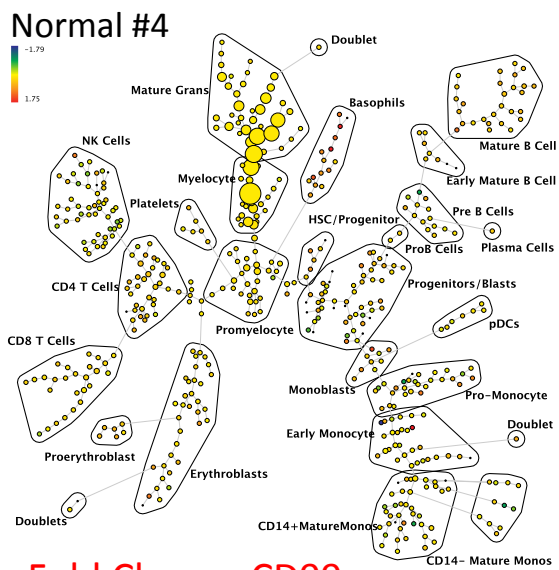 Normal #4
-1.79
1.75
Doublet
Mature Grans
Basophils
Mature B Cell
NK Cells
Myelocyte
Early Mature B Cell
Platelets
HSC/Progenitor
Pre B Cells
ProB Cells
Plasma Cells
CD4 T Cells
Progenitors/Blasts
Promyelocyte
pDCs
CD8 T Cells
Monoblasts
Pro-Monocyte
Early Monocyte
Doublet
Proerythroblast
Erythroblasts
Doublets
CD14+MatureMonos
CD14- Mature Monos